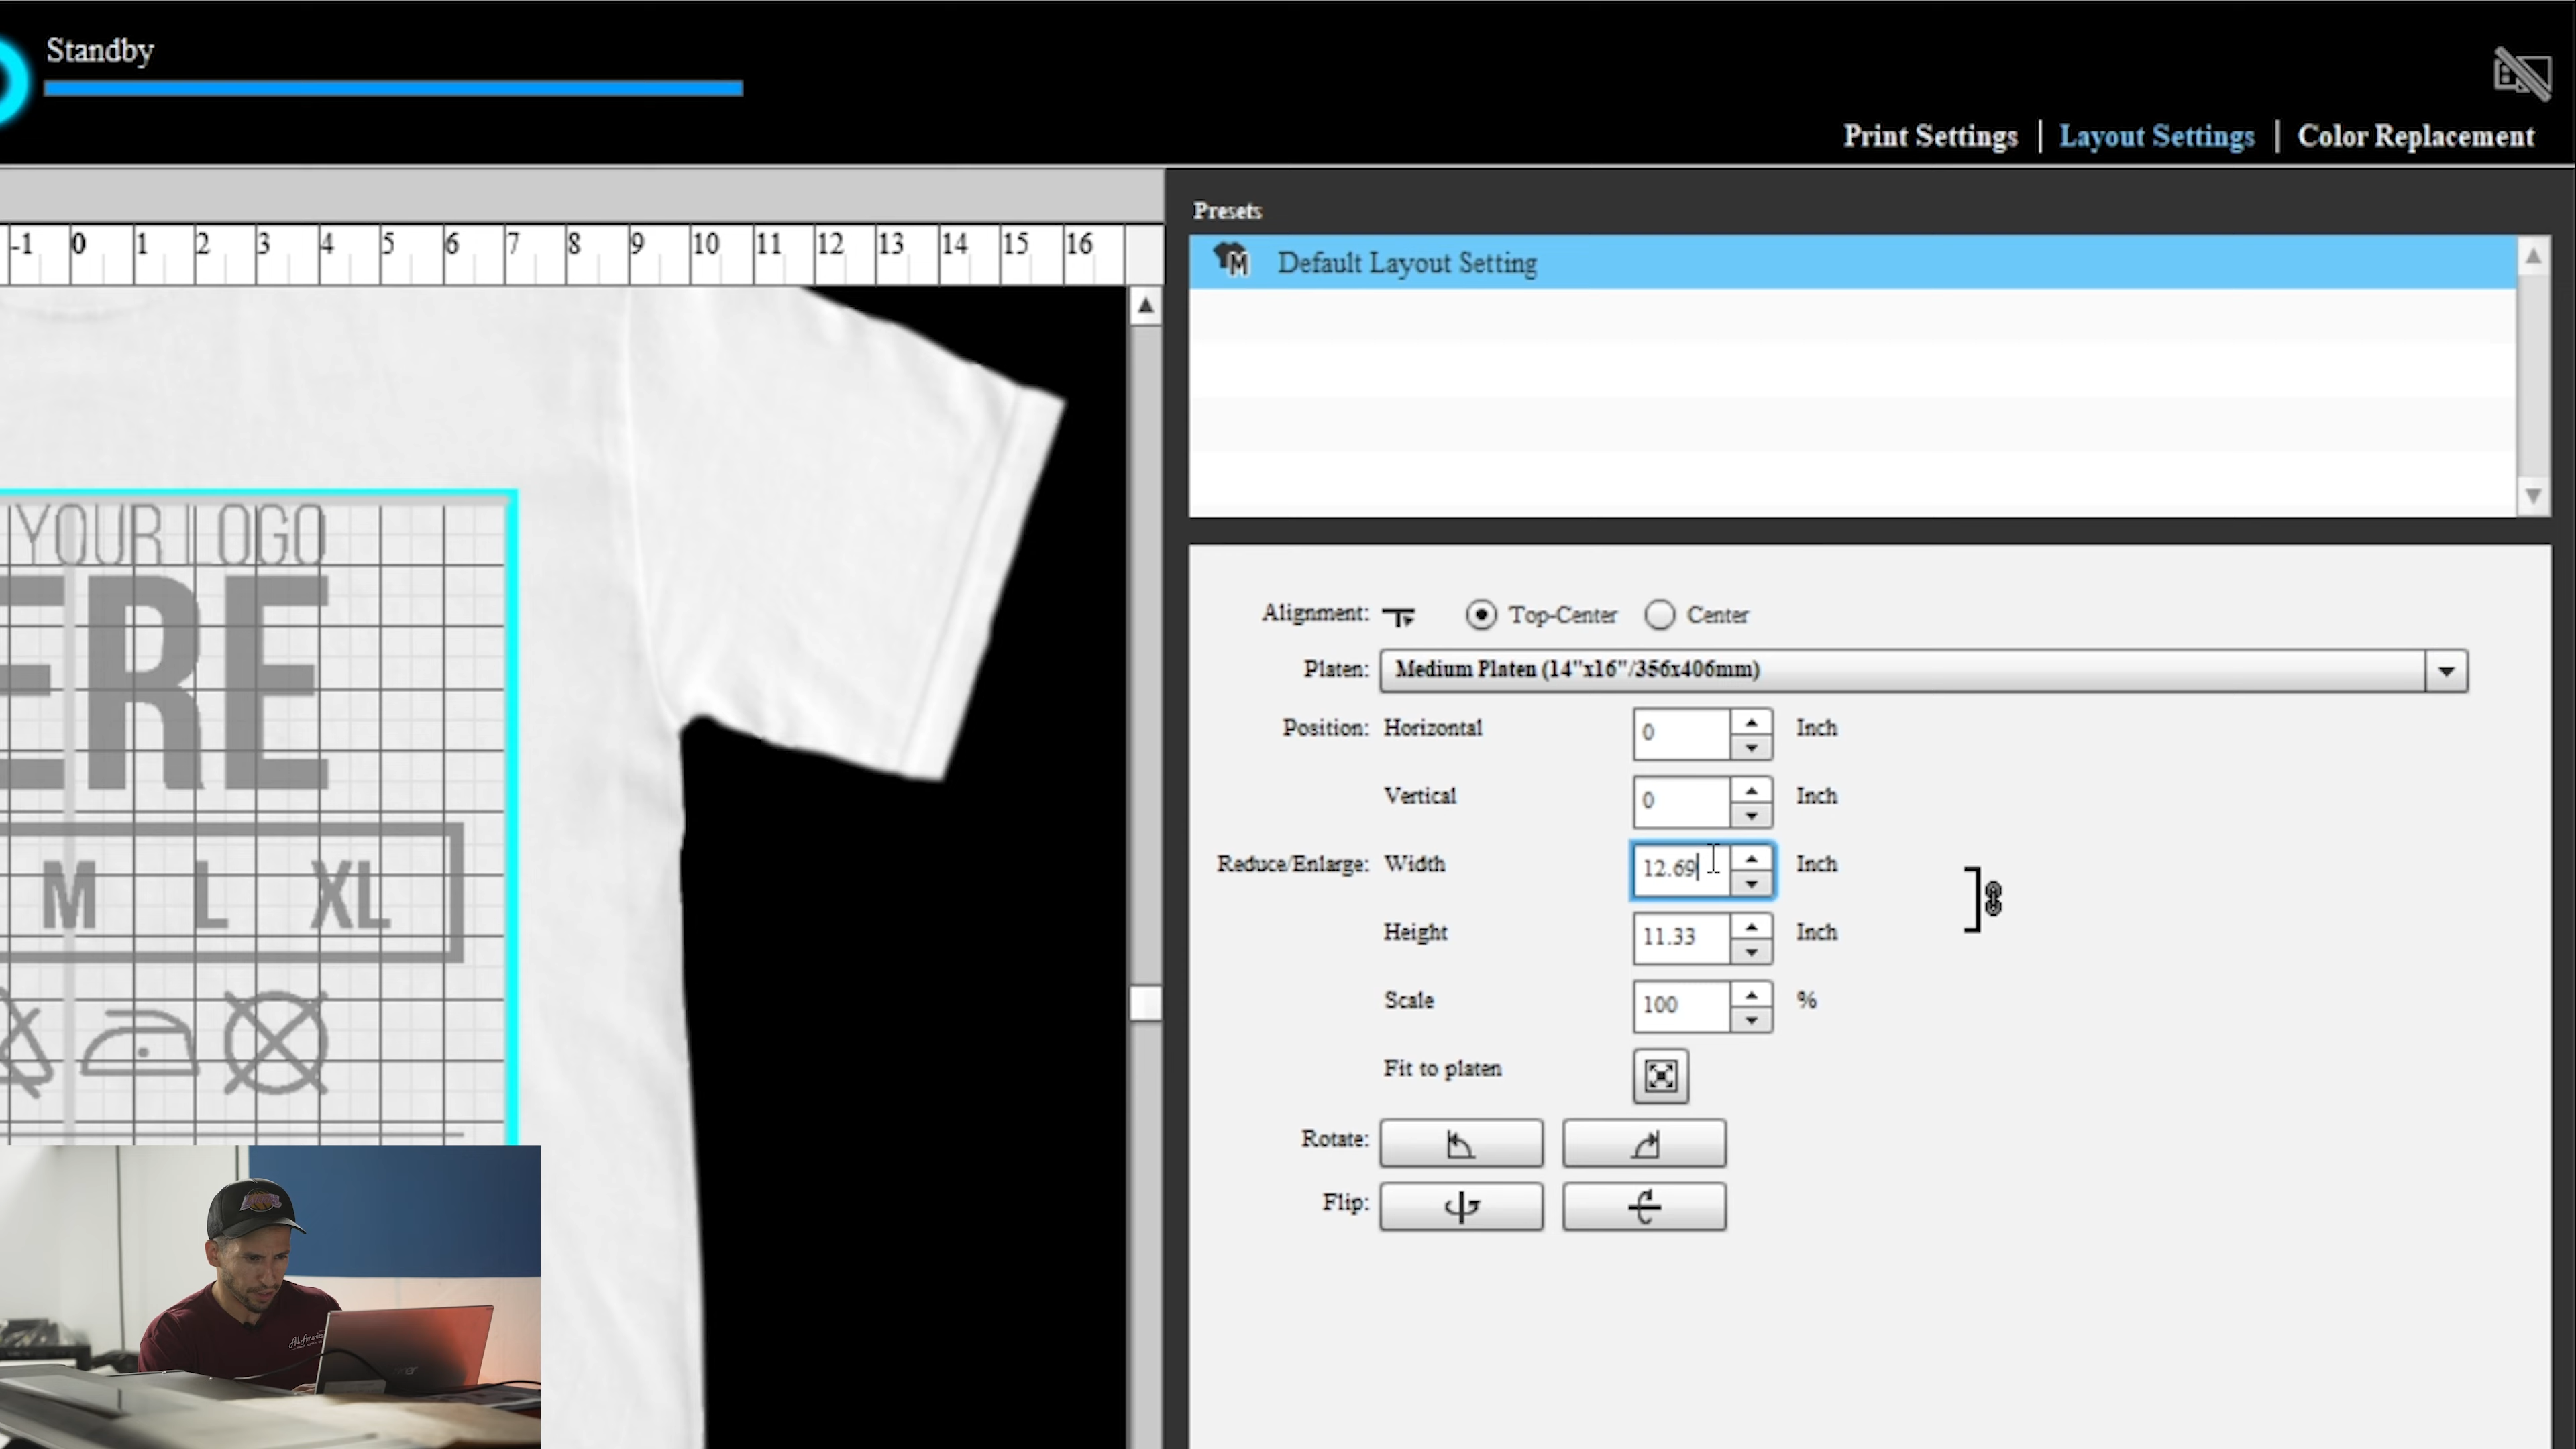 Standby
Print Settings | Layout Settings | Color Replacement
Presets
-1 0 1 2 3 4 5 6 7 8 9 10 11 12 13 14 15 16
M Default Layout Setting
YOUR LOGO
ERE
M L XL
Alignment: Top-Center Center
Platen: Medium Platen (14"x16"/356x406mm)
Position: Horizontal 0 Inch
Vertical 0 Inch
Reduce/Enlarge: Width 12.69 Inch
Height 11.33 Inch
Scale 100 %
Fit to platen
Rotate:
Flip:
acer